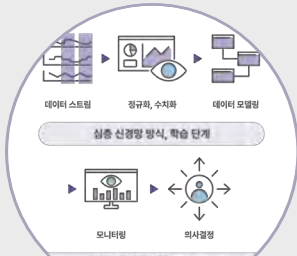 데이터 스트림 정규화, 수치화 데이터 모델링
심층 신경망 방식, 학습 단계
모니터링 의사결정